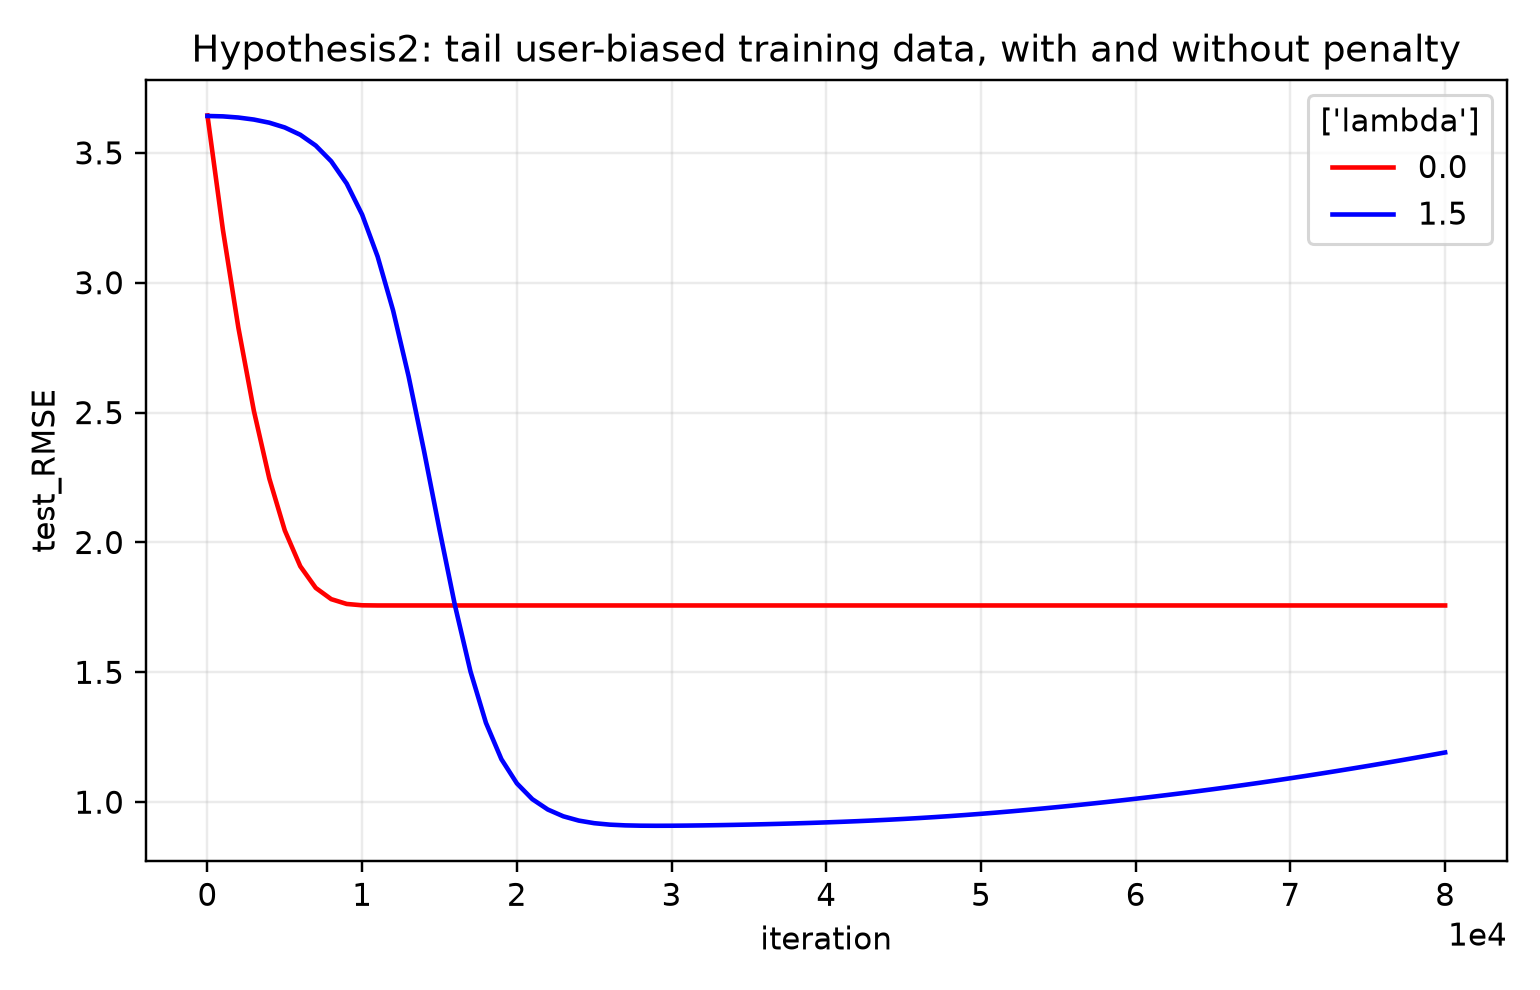 Hypothesis2: tail user-biased training data, with and without penalty
['lambda']
0.0
1.5
3.5
3.0
2.5
2.0
1.5
1.0
test_RMSE
0 1 2 3 4 5 6 7 8
1e4
iteration